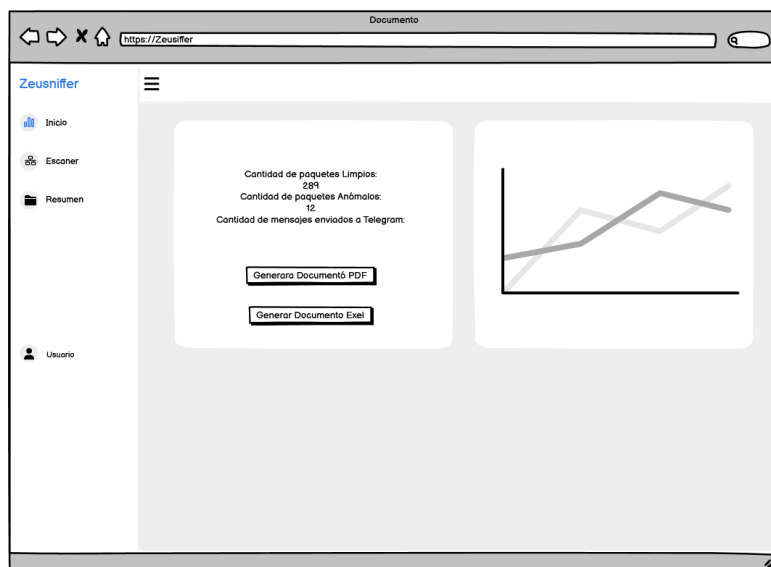 Documento
https://Zeusiffer
Zeusniffer
Inicio
Escaner
Resumen
Usuario
Cantidad de paquetes Limpios:
289
Cantidad de paquetes Anómalos:
12
Cantidad de mensajes enviados a Telegram:
Generara Documentó PDF
Generar Documento Exel